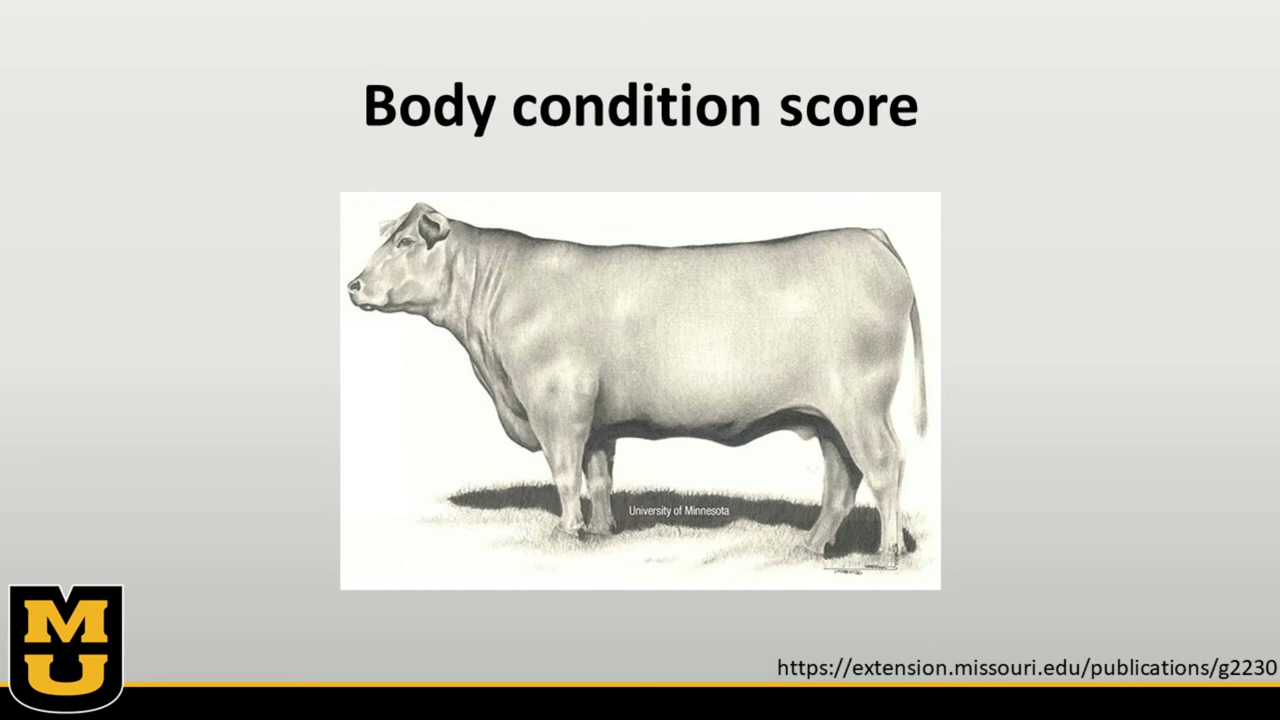 Body condition score
University of Minnesota
MU
https://extension.missouri.edu/publications/g2230